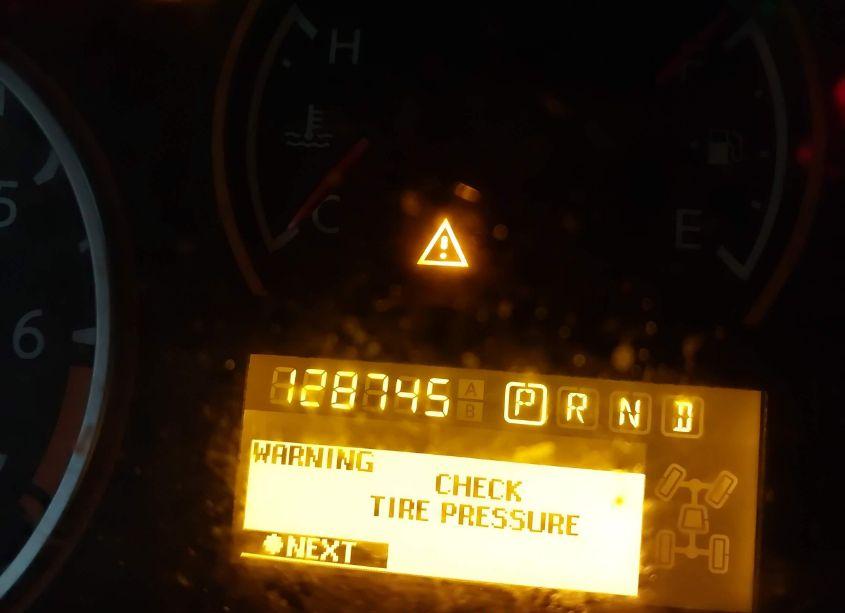 H
C
F
E
5
6
128745
A
B
P R N D
WARNING
CHECK
TIRE PRESSURE
NEXT